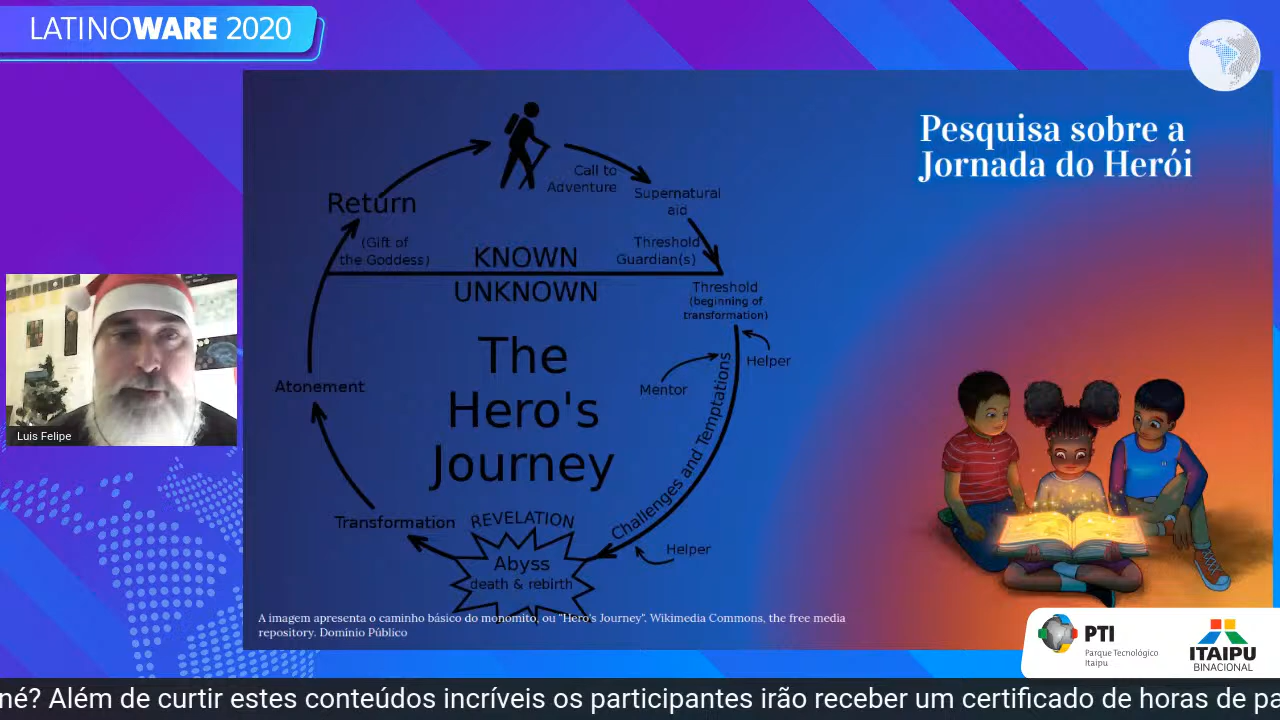 LATINOWARE 2020
Pesquisa sobre a
Jornada do Herói
Call to
Adventure
Supernatural
aid
Return
(Gift of
the Goddess)
KNOWN
Threshold
Guardian(s)
UNKNOWN
Threshold
(beginning of
transformation)
Helper
Mentor
The
Hero's
Journey
Challenges and Temptations
Atonement
Transformation
REVELATION
Abyss
death & rebirth
Helper
Luis Felipe
A imagem apresenta o caminho básico do monomito, ou "Hero's Journey". Wikimedia Commons, the free media
repository. Domínio Público
PTI
Parque Tecnológico
Itaipu
ITAIPU
BINACIONAL
né? Além de curtir estes conteúdos incríveis os participantes irão receber um certificado de horas de pa